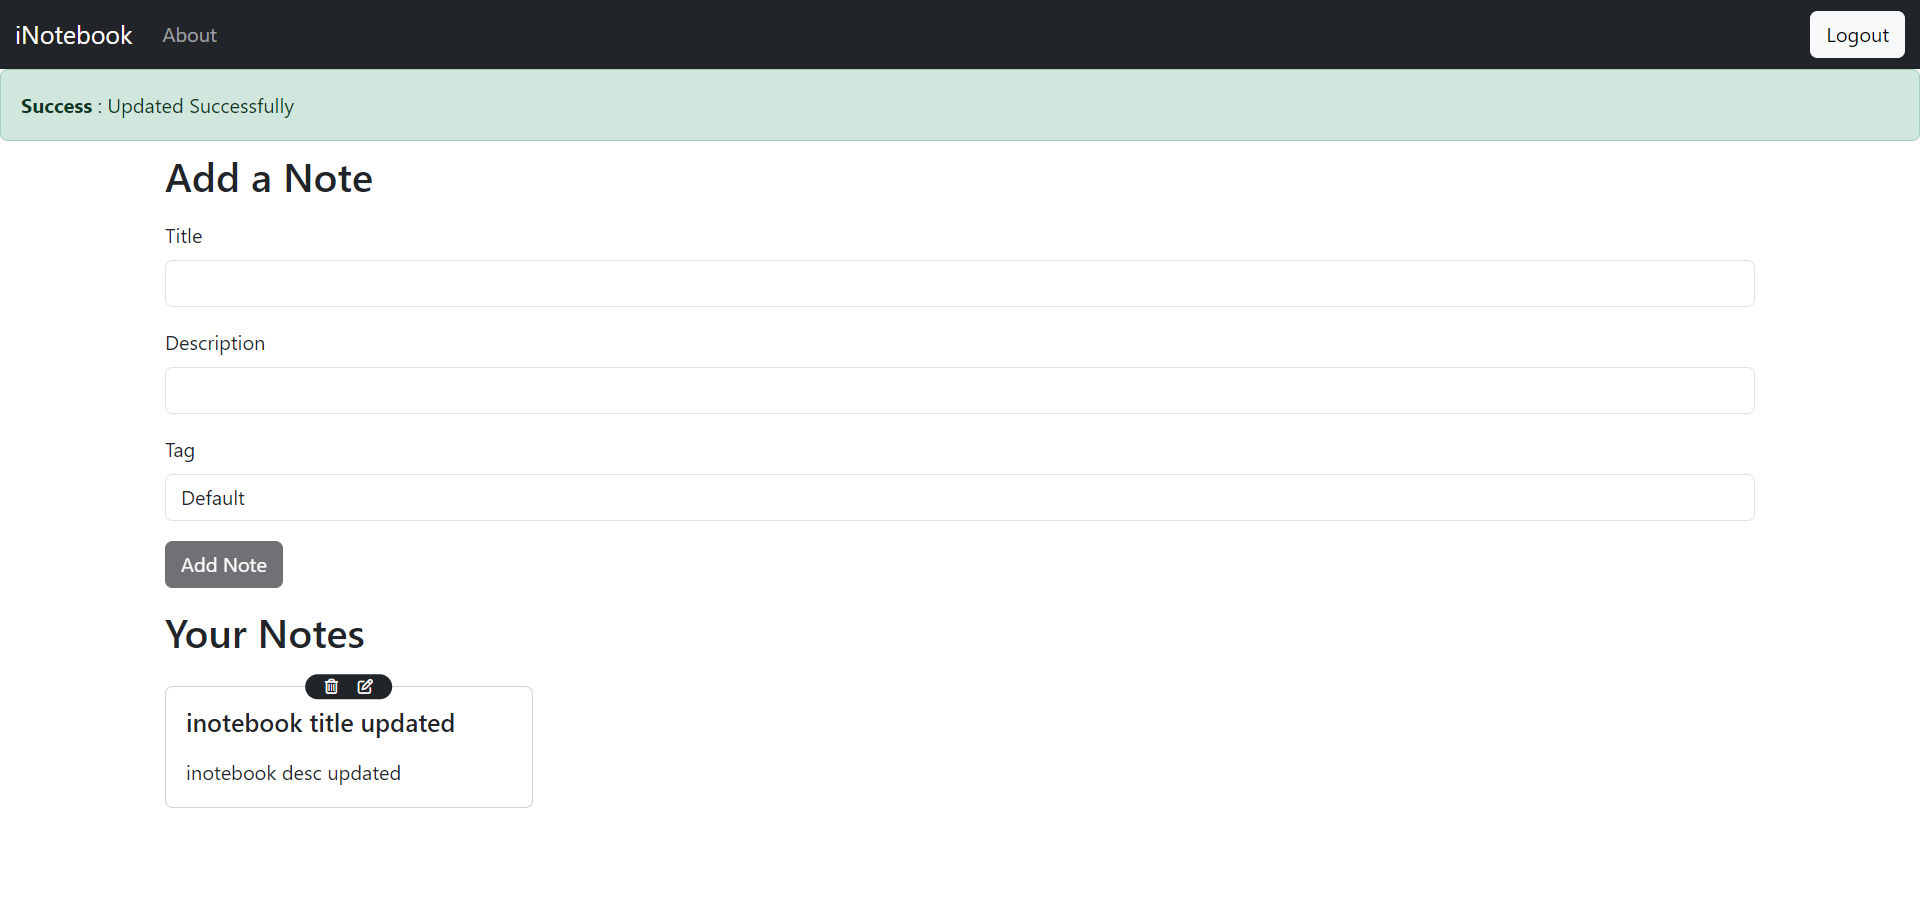 iNotebook About Logout
Success : Updated Successfully
Add a Note
Title
Description
Tag
Default
Add Note
Your Notes
inotebook title updated
inotebook desc updated